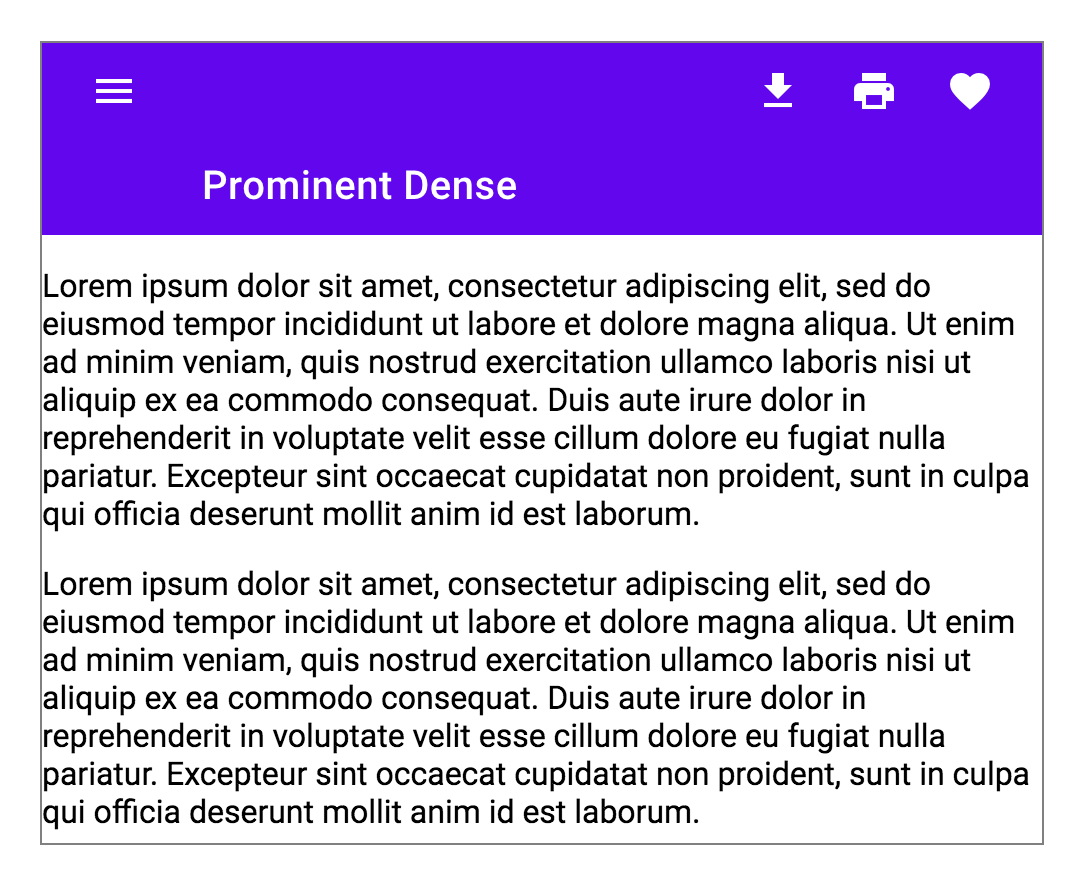 Prominent Dense
Lorem ipsum dolor sit amet, consectetur adipiscing elit, sed do
eiusmod tempor incididunt ut labore et dolore magna aliqua. Ut enim
ad minim veniam, quis nostrud exercitation ullamco laboris nisi ut
aliquip ex ea commodo consequat. Duis aute irure dolor in
reprehenderit in voluptate velit esse cillum dolore eu fugiat nulla
pariatur. Excepteur sint occaecat cupidatat non proident, sunt in culpa
qui officia deserunt mollit anim id est laborum.
Lorem ipsum dolor sit amet, consectetur adipiscing elit, sed do
eiusmod tempor incididunt ut labore et dolore magna aliqua. Ut enim
ad minim veniam, quis nostrud exercitation ullamco laboris nisi ut
aliquip ex ea commodo consequat. Duis aute irure dolor in
reprehenderit in voluptate velit esse cillum dolore eu fugiat nulla
pariatur. Excepteur sint occaecat cupidatat non proident, sunt in culpa
qui officia deserunt mollit anim id est laborum.